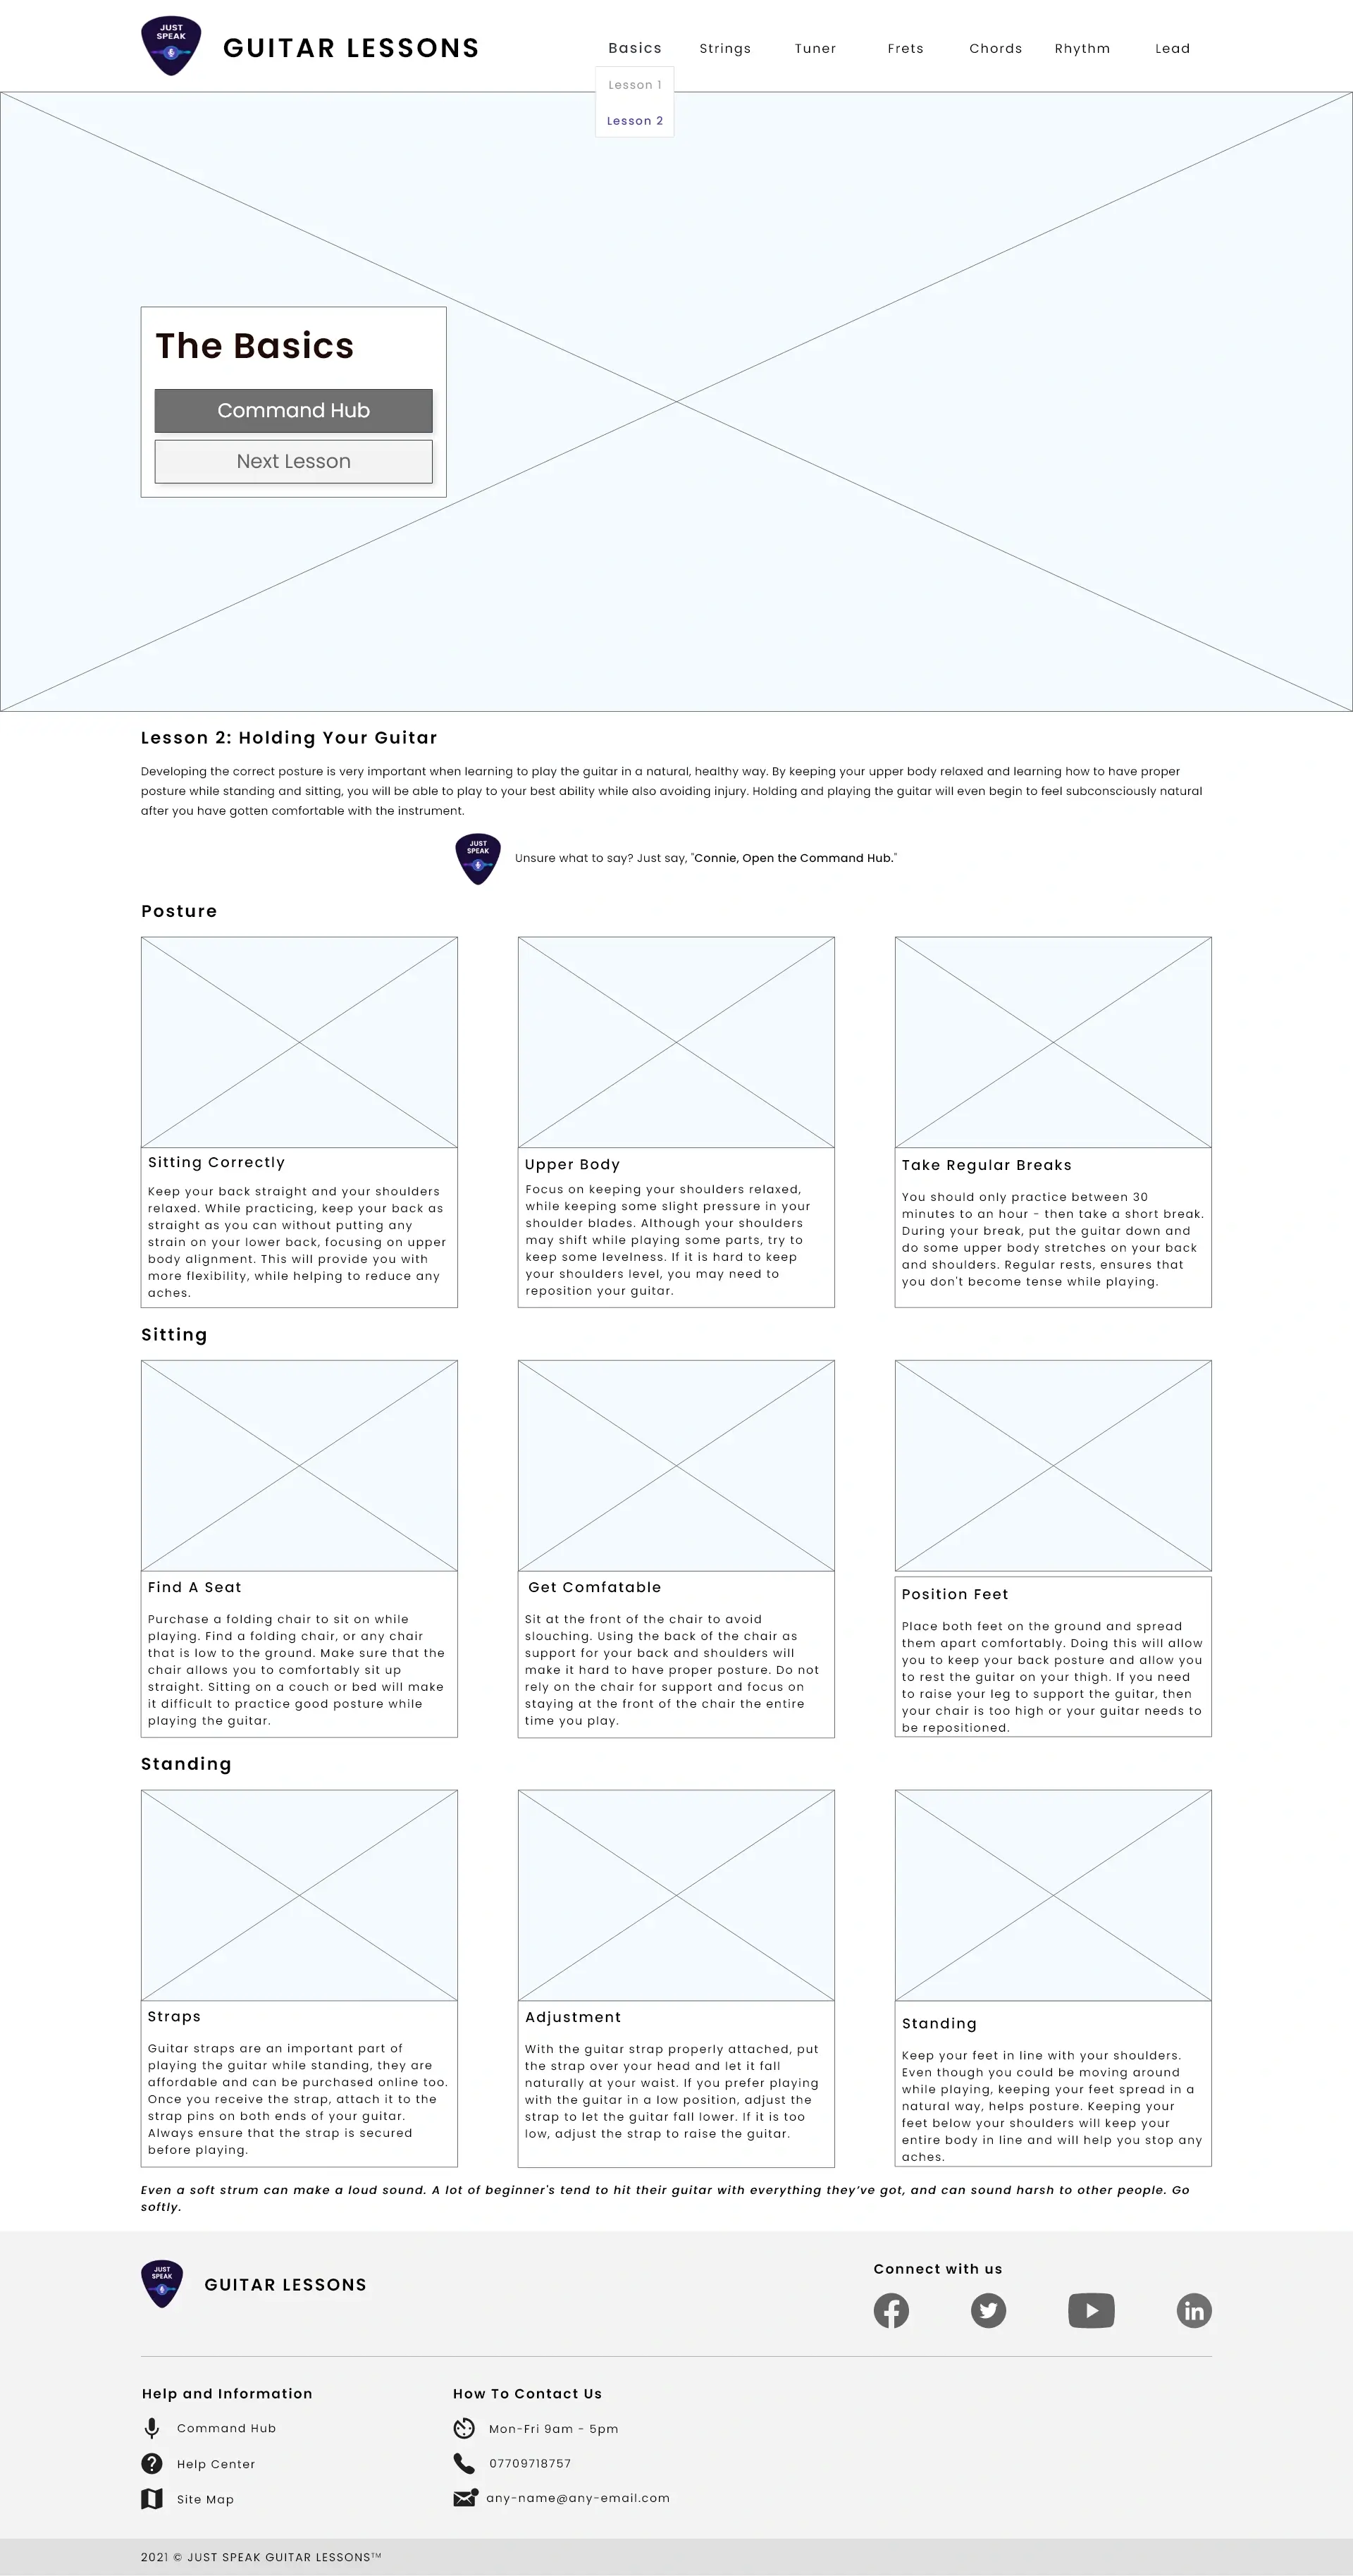 JUST
SPEAK
GUITAR LESSONS
Basics
Strings
Tuner
Frets
Chords
Rhythm
Lead
Lesson 1
Lesson 2
The Basics
Command Hub
Next Lesson
Lesson 2: Holding Your Guitar
Developing the correct posture is very important when learning to play the guitar in a natural, healthy way. By keeping your upper body relaxed and learning how to have proper
posture while standing and sitting, you will be able to play to your best ability while also avoiding injury. Holding and playing the guitar will even begin to feel subconsciously natural
after you have gotten comfortable with the instrument.
JUST
SPEAK
Unsure what to say? Just say, "Connie, Open the Command Hub."
Posture
Sitting Correctly
Keep your back straight and your shoulders
relaxed. While practicing, keep your back as
straight as you can without putting any
strain on your lower back, focusing on upper
body alignment. This will provide you with
more flexibility, while helping to reduce any
aches.
Upper Body
Focus on keeping your shoulders relaxed,
while keeping some slight pressure in your
shoulder blades. Although your shoulders
may shift while playing some parts, try to
keep some levelness. If it is hard to keep
your shoulders level, you may need to
reposition your guitar.
Take Regular Breaks
You should only practice between 30
minutes to an hour - then take a short break.
During your break, put the guitar down and
do some upper body stretches on your back
and shoulders. Regular rests, ensures that
you don't become tense while playing.
Sitting
Find A Seat
Purchase a folding chair to sit on while
playing. Find a folding chair, or any chair
that is low to the ground. Make sure that the
chair allows you to comfortably sit up
straight. Sitting on a couch or bed will make
it difficult to practice good posture while
playing the guitar.
Get Comfatable
Sit at the front of the chair to avoid
slouching. Using the back of the chair as
support for your back and shoulders will
make it hard to have proper posture. Do not
rely on the chair for support and focus on
staying at the front of the chair the entire
time you play.
Position Feet
Place both feet on the ground and spread
them apart comfortably. Doing this will allow
you to keep your back posture and allow you
to rest the guitar on your thigh. If you need
to raise your leg to support the guitar, then
your chair is too high or your guitar needs to
be repositioned.
Standing
Straps
Guitar straps are an important part of
playing the guitar while standing, they are
affordable and can be purchased online too.
Once you receive the strap, attach it to the
strap pins on both ends of your guitar.
Always ensure that the strap is secured
before playing.
Adjustment
With the guitar strap properly attached, put
the strap over your head and let it fall
naturally at your waist. If you prefer playing
with the guitar in a low position, adjust the
strap to let the guitar fall lower. If it is too
low, adjust the strap to raise the guitar.
Standing
Keep your feet in line with your shoulders.
Even though you could be moving around
while playing, keeping your feet spread in a
natural way, helps posture. Keeping your
feet below your shoulders will keep your
entire body in line and will help you stop any
aches.
Even a soft strum can make a loud sound. A lot of beginner's tend to hit their guitar with everything they've got, and can sound harsh to other people. Go
softly.
JUST
SPEAK
GUITAR LESSONS
Connect with us
Help and Information
Command Hub
Help Center
Site Map
How To Contact Us
Mon-Fri 9am - 5pm
07709718757
any-name@any-email.com
2021 © JUST SPEAK GUITAR LESSONS™